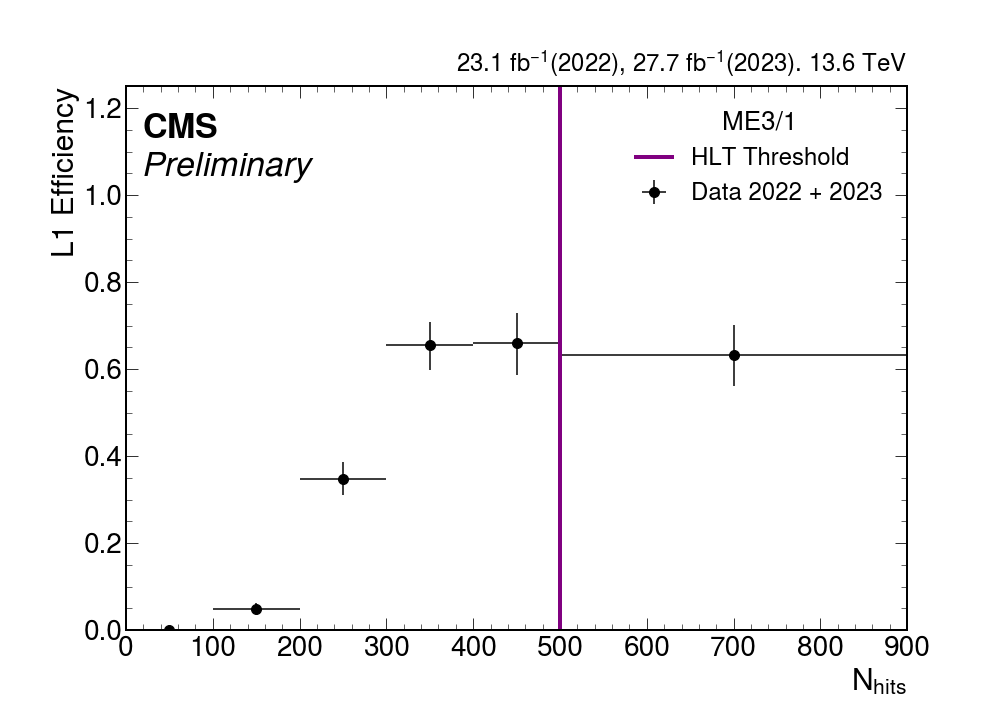 23.1 fb⁻¹(2022), 27.7 fb⁻¹(2023). 13.6 TeV
CMS
Preliminary
ME3/1
HLT Threshold
Data 2022 + 2023
L1 Efficiency
1.2
1.0
0.8
0.6
0.4
0.2
0.0
0 100 200 300 400 500 600 700 800 900
N_hits